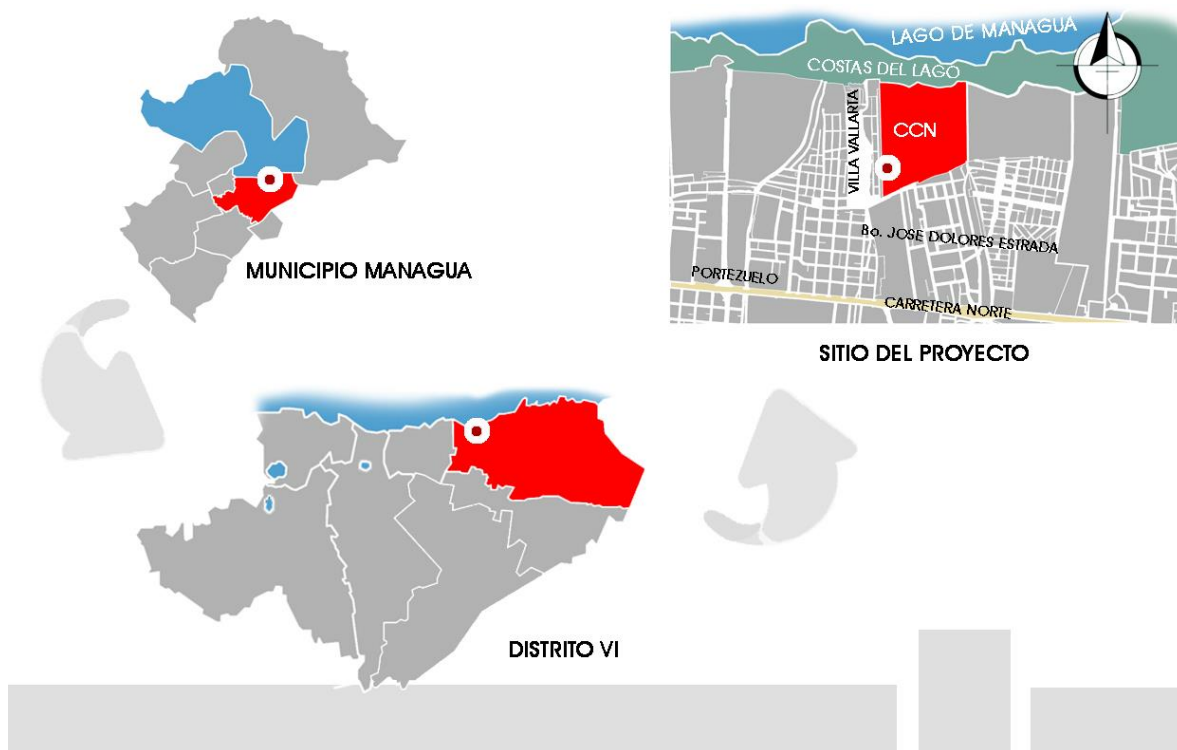 LAGO DE MANAGUA
COSTAS DEL LAGO
VILLA VALLARIA
CCN
Bo. JOSE DOLORES ESTRADA
PORTEZUELO
CARRETERA NORTE
MUNICIPIO MANAGUA
SITIO DEL PROYECTO
DISTRITO VI